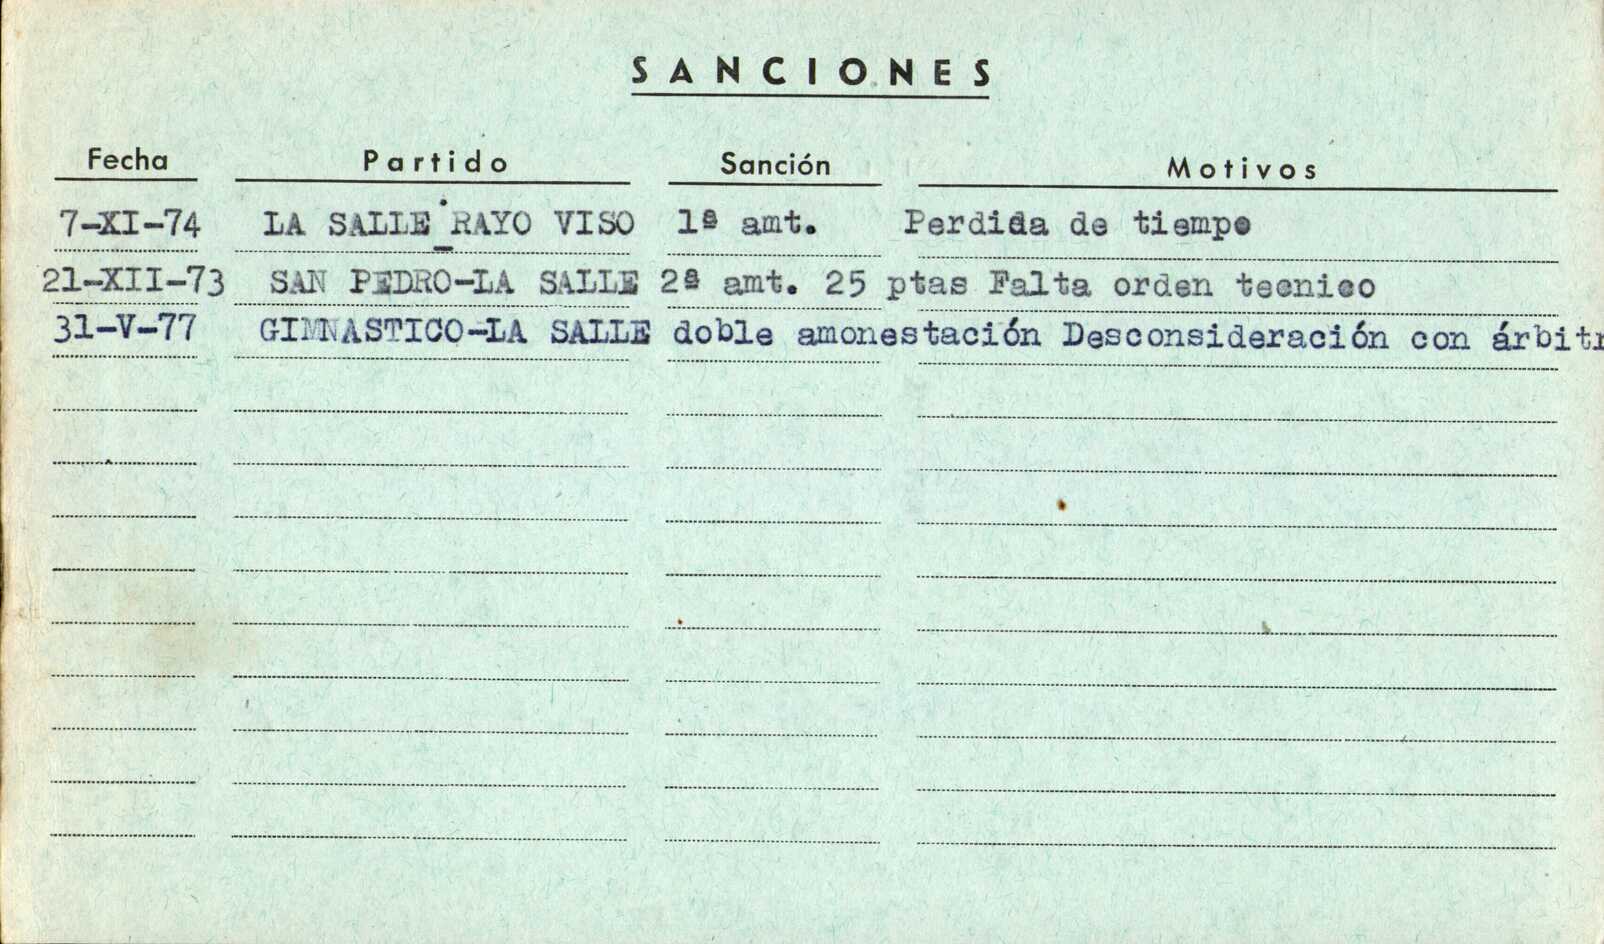 SANCIONES
Fecha Partido Sanción Motivos
7-XI-74 LA SALLE-RAYO VISO 1ª amt. Perdida de tiempo
21-XII-73 SAN PEDRO-LA SALLE 2ª amt. 25 ptas Falta orden tecnico
31-V-77 GIMNASTICO-LA SALLE doble amonestación Desconsideración con árbitr